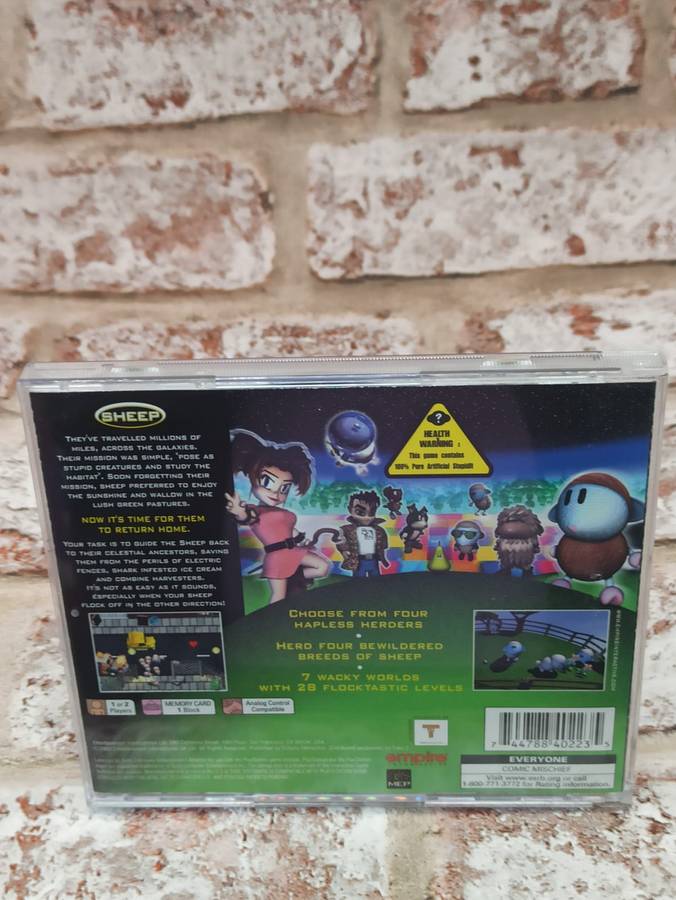 SHEEP
THEY'VE TRAVELLED MILLIONS OF
MILES, ACROSS THE GALAXIES.
THEIR MISSION WAS SIMPLE, 'POSE AS
STUPID CREATURES AND STUDY THE
HABITAT'. SOON FORGETTING THEIR
MISSION, SHEEP PREFERRED TO ENJOY
THE SUNSHINE AND WALLOW IN THE
LUSH GREEN PASTURES.
NOW IT'S TIME FOR THEM
TO RETURN HOME.
YOUR TASK IS TO GUIDE THE SHEEP BACK
TO THEIR CELESTIAL ANCESTORS, SAVING
THEM FROM THE PERILS OF ELECTRIC
FENCES, SHARK INFESTED ICE CREAM
AND COMBINE HARVESTERS.
IT'S NOT AS EASY AS IT SOUNDS,
ESPECIALLY WHEN YOUR SHEEP
FLOCK OFF IN THE OTHER DIRECTION!
?
HEALTH
WARNING :
This game contains
100% Pure Artificial Stupidit
CHOOSE FROM FOUR
HAPLESS HERDERS
HERD FOUR BEWILDERED
BREEDS OF SHEEP
7 WACKY WORLDS
WITH 28 FLOCKTASTIC LEVELS
1 or 2
Players
MEMORY CARD
1 Block
Analog Control
Compatible
T
empire
MEP
7 44788 40223 5
EVERYONE
COMIC MISCHIEF
Visit www.esrb.org or call
1-800-771-3772 for Rating information.